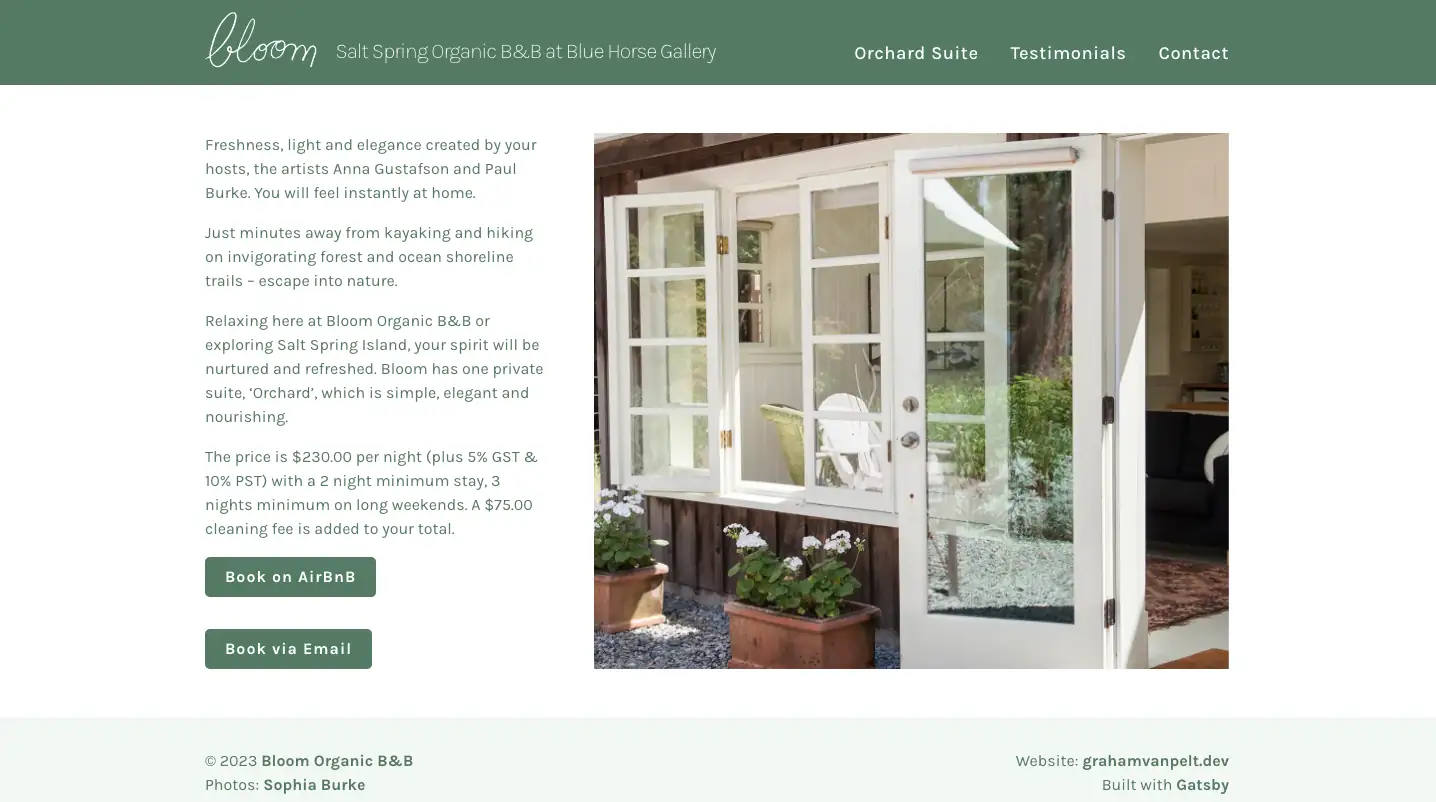 bloom Salt Spring Organic B&B at Blue Horse Gallery
Orchard Suite Testimonials Contact
Freshness, light and elegance created by your
hosts, the artists Anna Gustafson and Paul
Burke. You will feel instantly at home.
Just minutes away from kayaking and hiking
on invigorating forest and ocean shoreline
trails – escape into nature.
Relaxing here at Bloom Organic B&B or
exploring Salt Spring Island, your spirit will be
nurtured and refreshed. Bloom has one private
suite, ‘Orchard’, which is simple, elegant and
nourishing.
The price is $230.00 per night (plus 5% GST &
10% PST) with a 2 night minimum stay, 3
nights minimum on long weekends. A $75.00
cleaning fee is added to your total.
Book on AirBnB
Book via Email
© 2023 Bloom Organic B&B
Photos: Sophia Burke
Website: grahamvanpelt.dev
Built with Gatsby